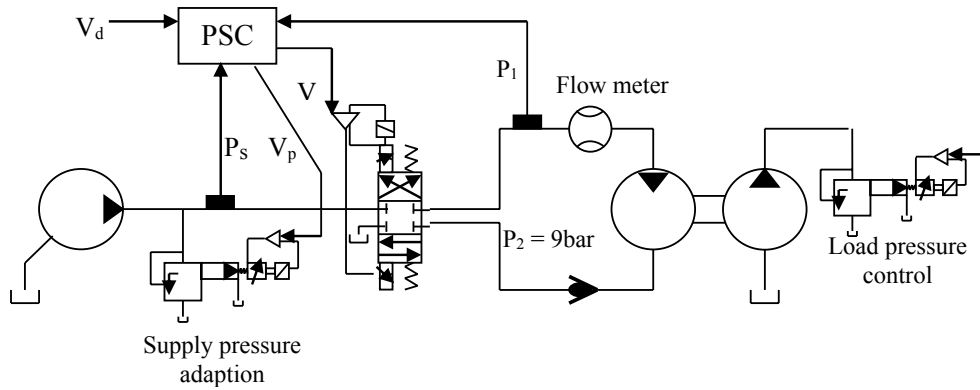 V_d
PSC
P_1
V
Flow meter
P_s
V_p
P_2 = 9bar
Load pressure
control
Supply pressure
adaption